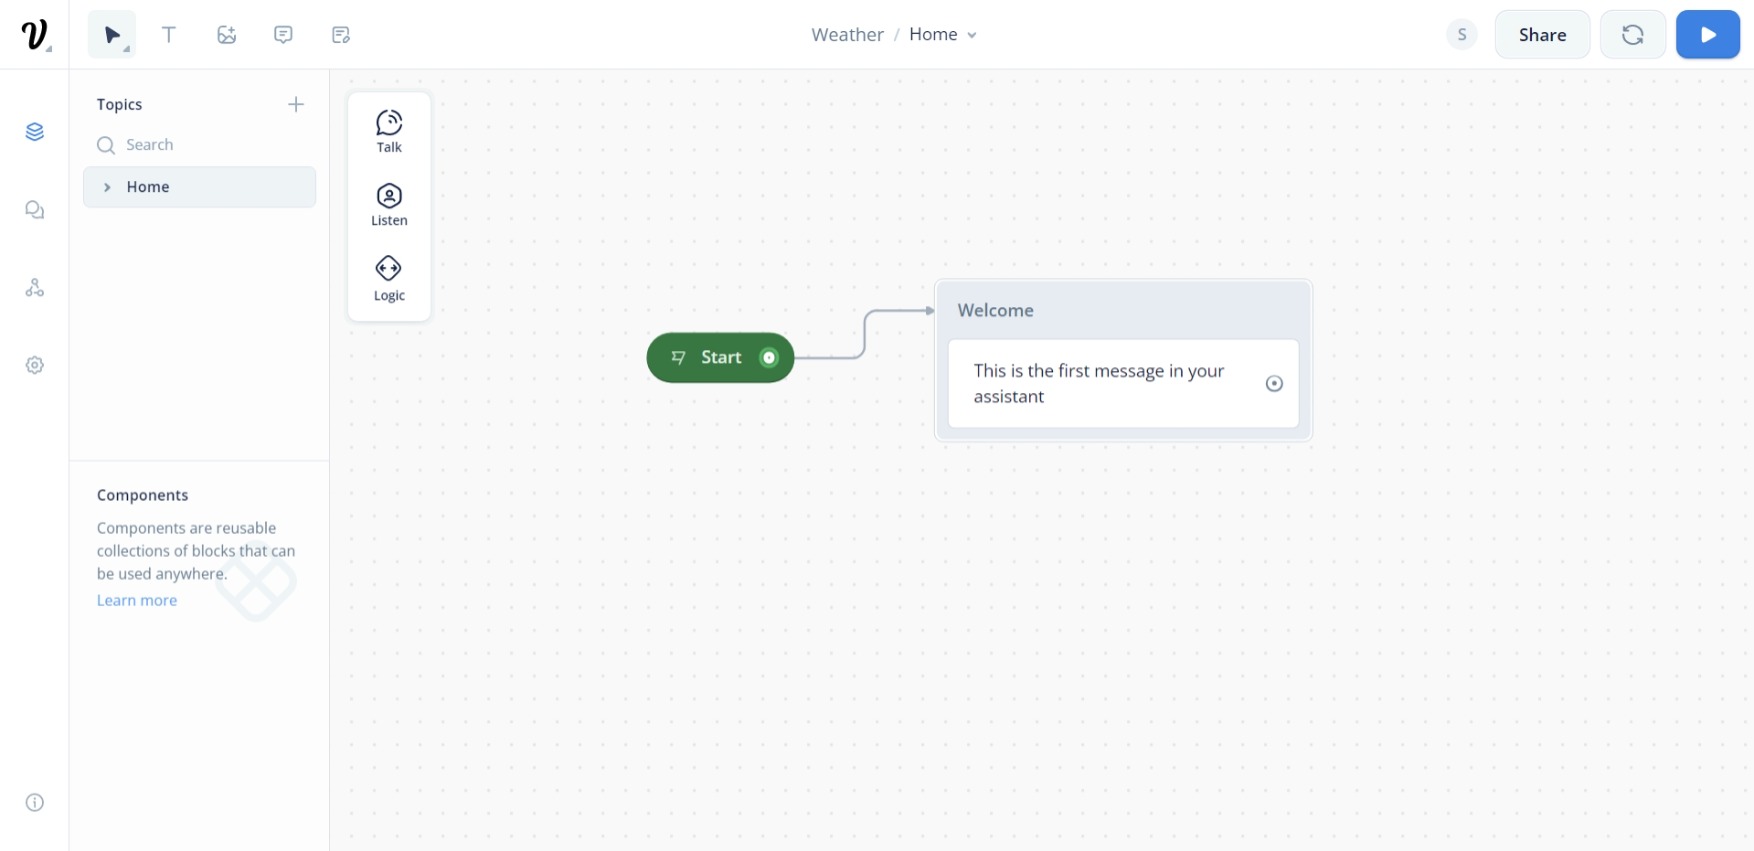 Weather / Home
S
Share
Topics
Search
Home
Talk
Listen
Logic
Start
Welcome
This is the first message in your
assistant
Components
Components are reusable
collections of blocks that can
be used anywhere.
Learn more